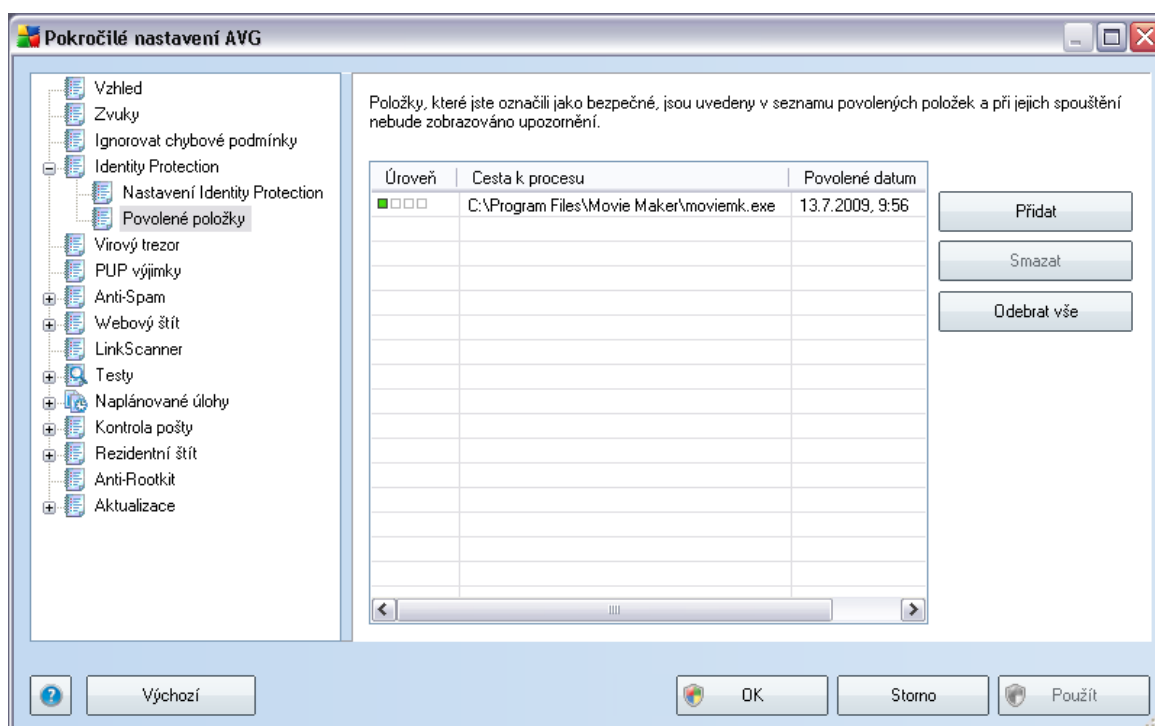 Pokročilé nastavení AVG
Vzhled
Zvuky
Ignorovat chybové podmínky
Identity Protection
Nastavení Identity Protection
Povolené položky
Virový trezor
PUP výjimky
Anti-Spam
Webový štít
LinkScanner
Testy
Naplánované úlohy
Kontrola pošty
Rezidentní štít
Anti-Rootkit
Aktualizace
Položky, které jste označili jako bezpečné, jsou uvedeny v seznamu povolených položek a při jejich spouštění
nebude zobrazováno upozornění.
Úroveň Cesta k procesu Povolené datum
C:\Program Files\Movie Maker\moviemk.exe 13.7.2009, 9:56
Přidat
Smazat
Odebrat vše
? Výchozí OK Storno Použít